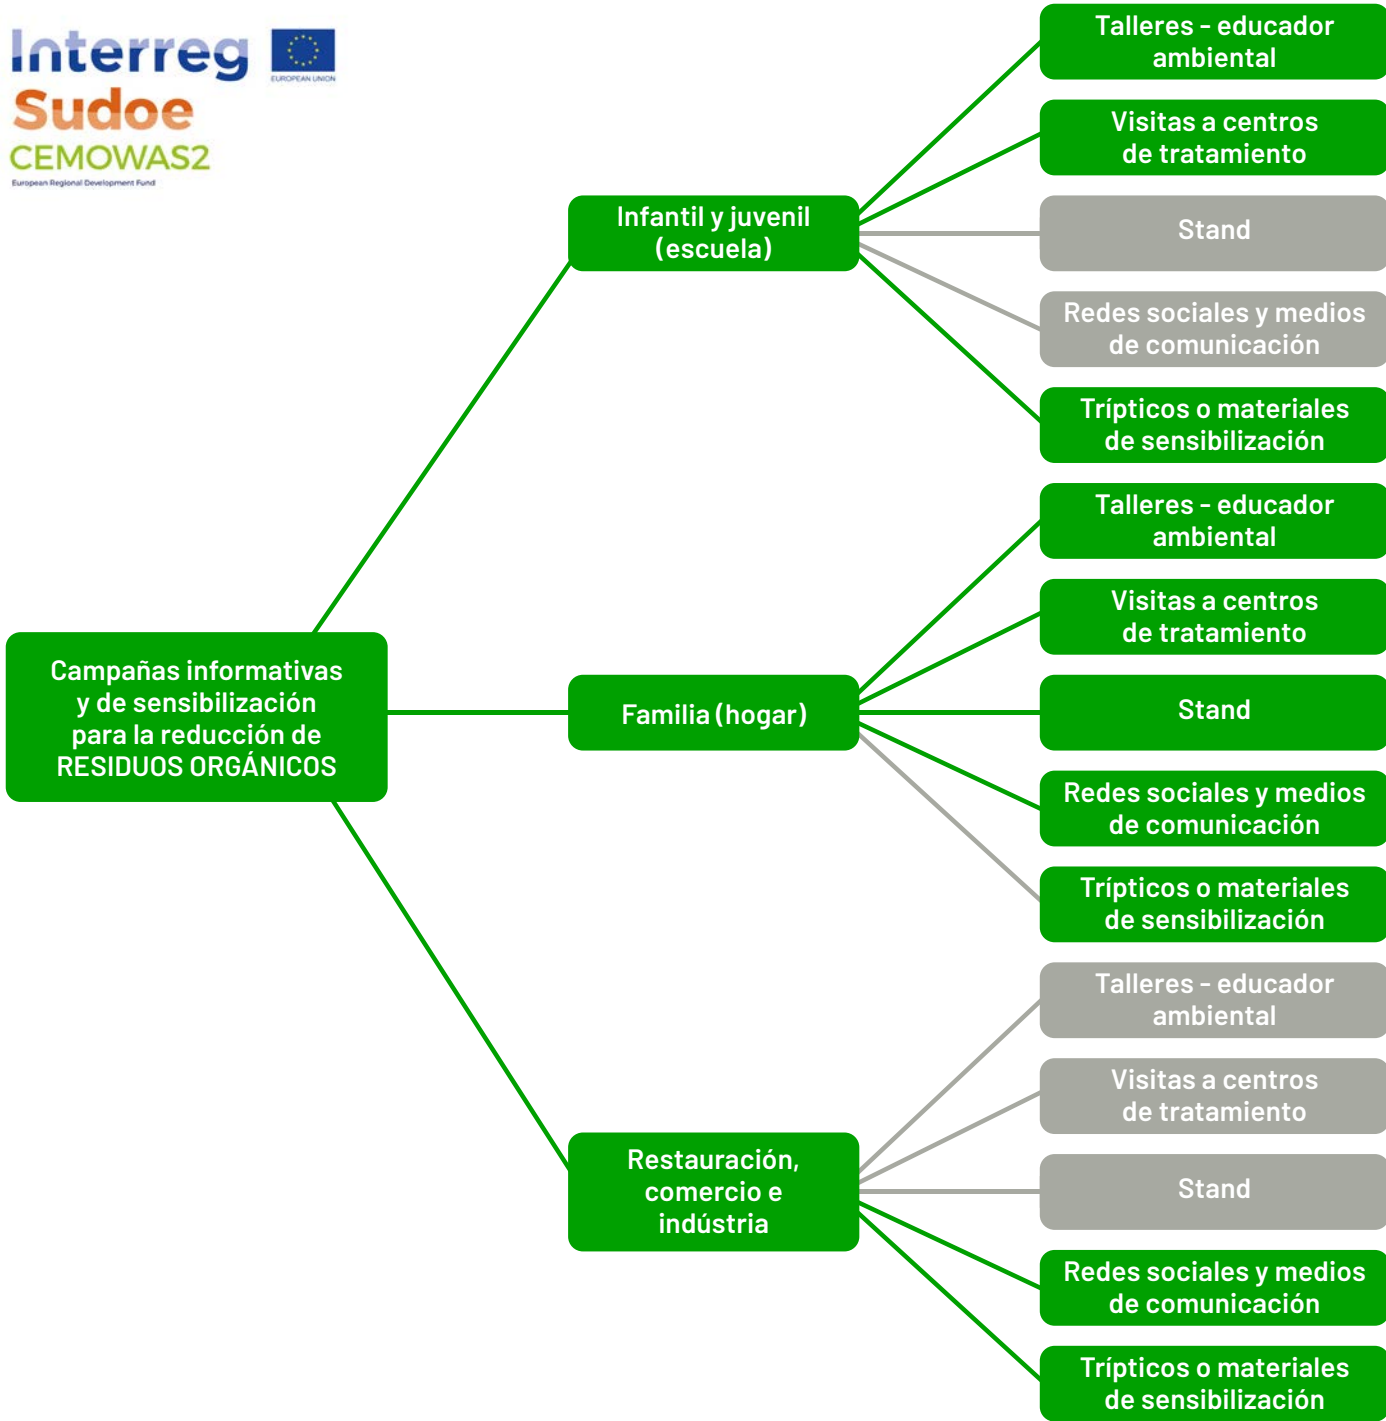 Interreg
EUROPEAN UNION
Sudoe
CEMOWAS2
European Regional Development Fund
Talleres - educador
ambiental
Visitas a centros
de tratamiento
Infantil y juvenil
(escuela)
Stand
Redes sociales y medios
de comunicación
Trípticos o materiales
de sensibilización
Talleres - educador
ambiental
Visitas a centros
de tratamiento
Campañas informativas
y de sensibilización
para la reducción de
RESIDUOS ORGÁNICOS
Familia (hogar)
Stand
Redes sociales y medios
de comunicación
Trípticos o materiales
de sensibilización
Talleres - educador
ambiental
Visitas a centros
de tratamiento
Restauración,
comercio e
indústria
Stand
Redes sociales y medios
de comunicación
Trípticos o materiales
de sensibilización